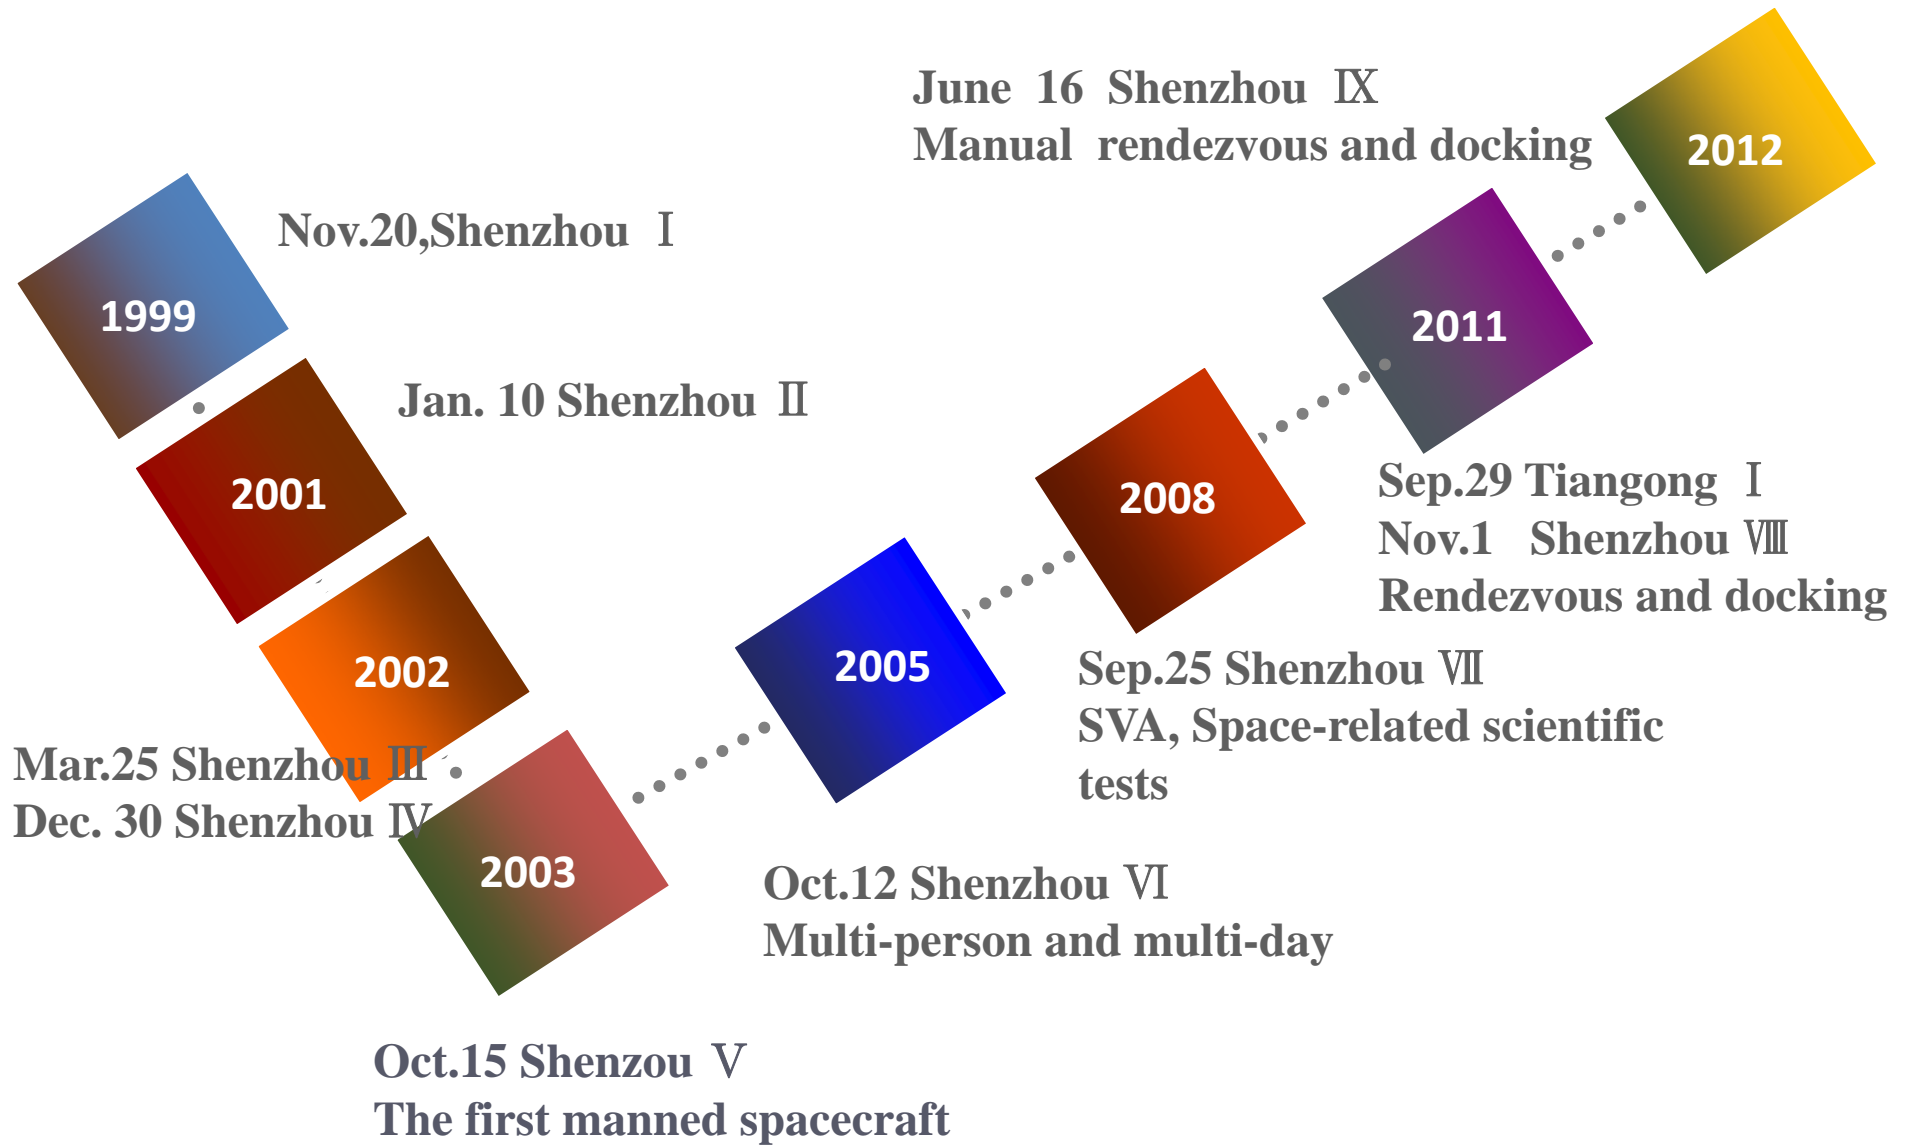 1999
Nov.20,Shenzhou Ⅰ
2001
Jan. 10 Shenzhou Ⅱ
2002
Mar.25 Shenzhou Ⅲ
Dec. 30 Shenzhou Ⅳ
2003
Oct.15 Shenzou Ⅴ
The first manned spacecraft
2005
Oct.12 Shenzhou Ⅵ
Multi-person and multi-day
2008
Sep.25 Shenzhou Ⅶ
SVA, Space-related scientific
tests
2011
Sep.29 Tiangong Ⅰ
Nov.1 Shenzhou Ⅷ
Rendezvous and docking
2012
June 16 Shenzhou Ⅸ
Manual rendezvous and docking